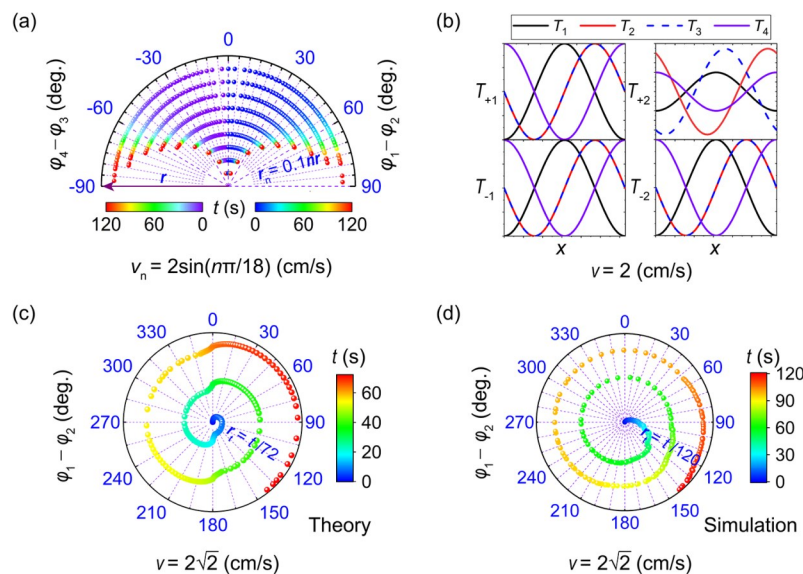 (a)
0
-30
30
-60
60
-90
90
φ₄ − φ₃ (deg.)
φ₁ − φ₂ (deg.)
r
rₙ = 0.1nr
t (s)
120 60 0 0 60 120
vₙ = 2sin(nπ/18) (cm/s)
(b)
T₁ T₂ T₃ T₄
T₊₁
T₊₂
T₋₁
T₋₂
x
x
v = 2 (cm/s)
(c)
0
330
30
300
60
270
90
240
120
210
150
180
φ₁ − φ₂ (deg.)
rₜ = t/72
t (s)
60
40
20
0
Theory
v = 2√2 (cm/s)
(d)
0
330
30
300
60
270
90
240
120
210
150
180
φ₁ − φ₂ (deg.)
rₜ = t/120
t (s)
120
90
60
30
0
Simulation
v = 2√2 (cm/s)